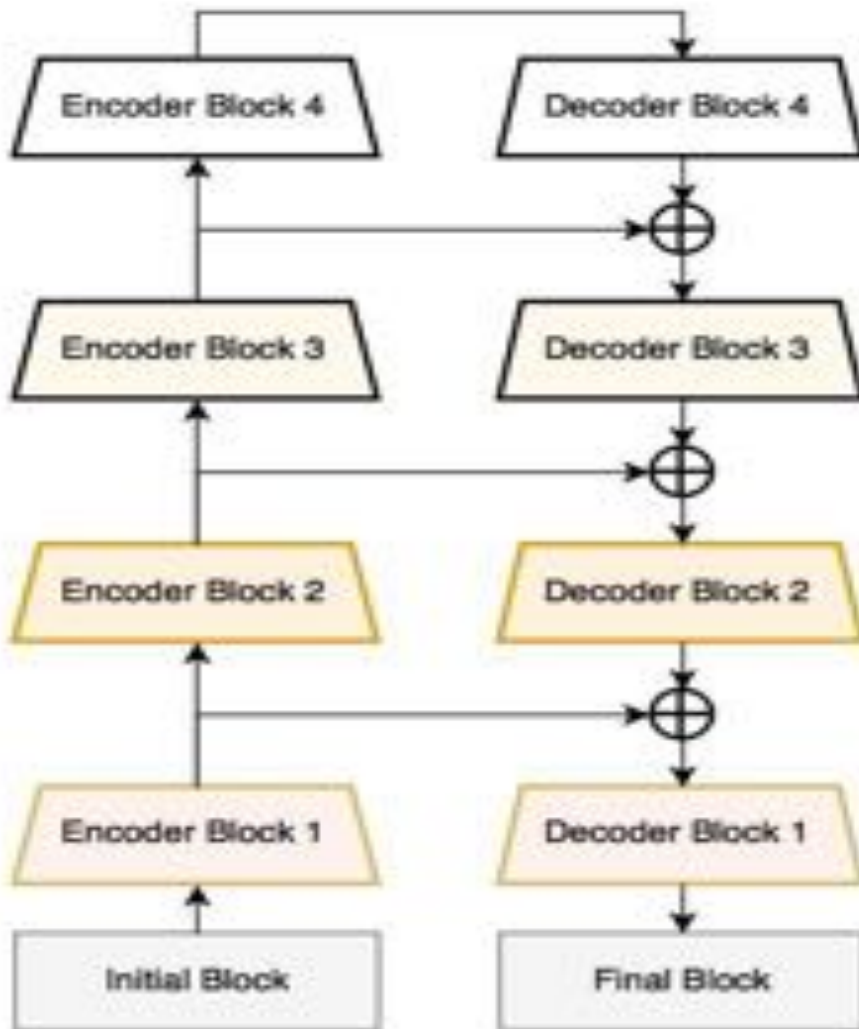 Encoder Block 4
Decoder Block 4
Encoder Block 3
Decoder Block 3
Encoder Block 2
Decoder Block 2
Encoder Block 1
Decoder Block 1
Initial Block
Final Block